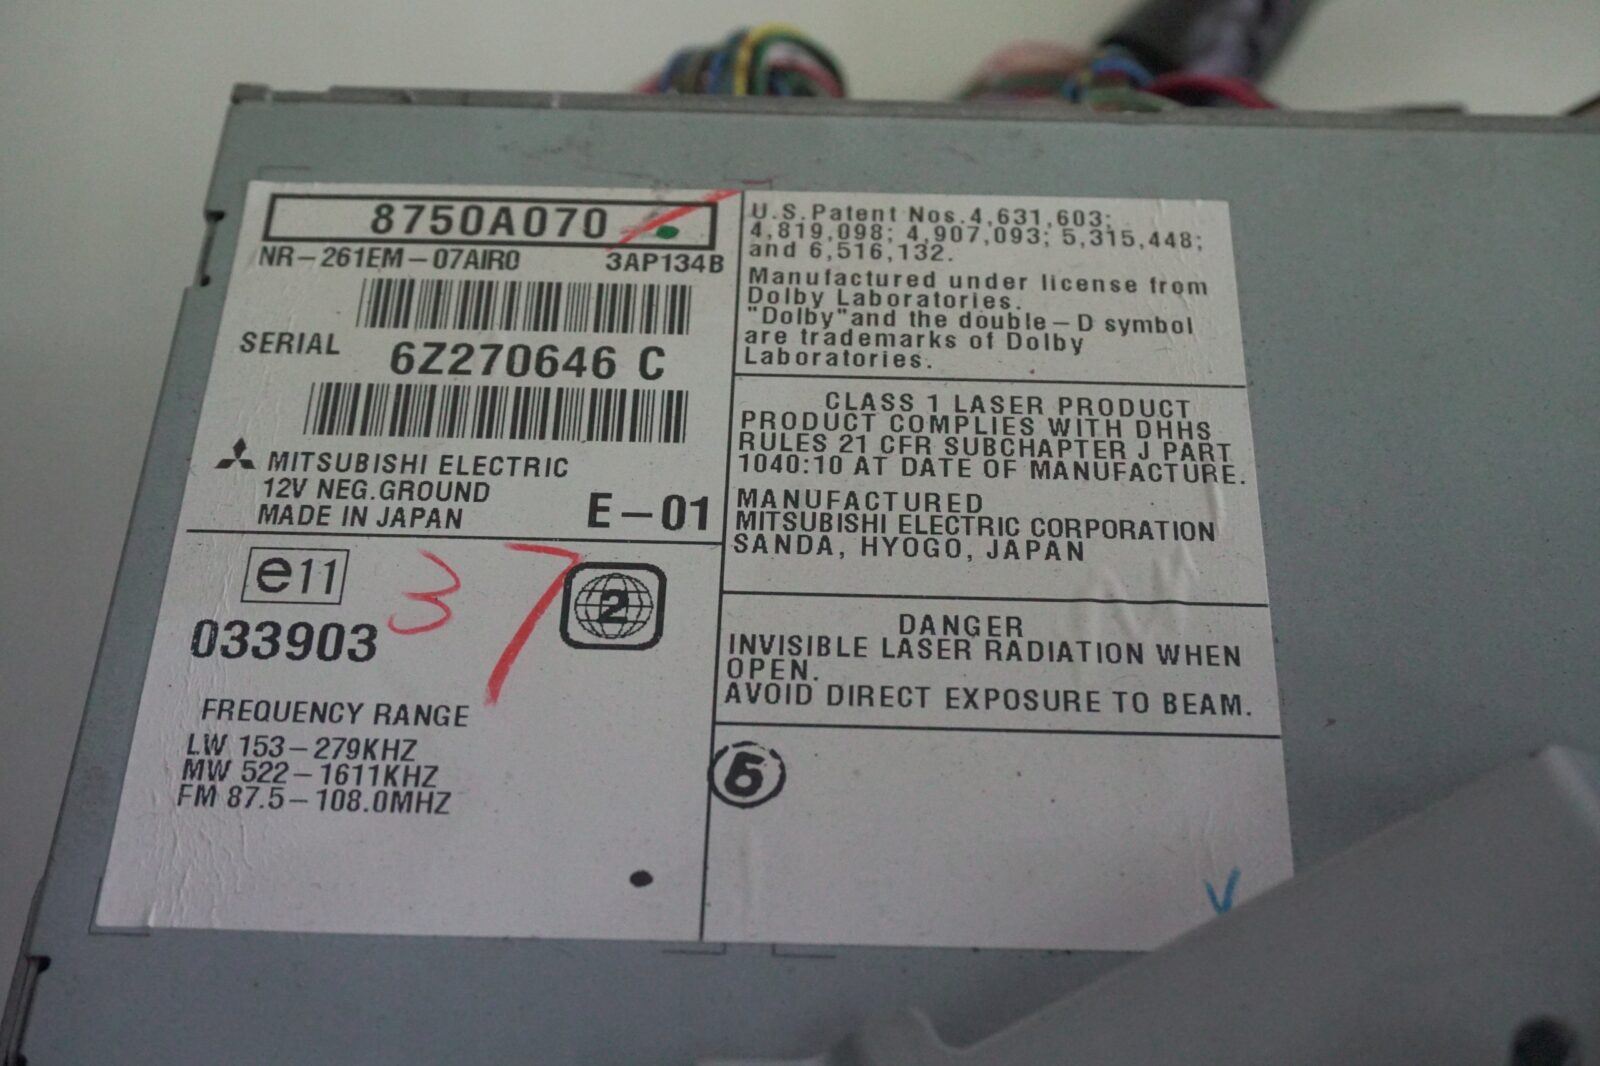 8750A070
NR-261EM-07AIR0 3AP134B
SERIAL 6Z270646 C
MITSUBISHI ELECTRIC
12V NEG.GROUND
MADE IN JAPAN E-01
e11
37
2
033903
FREQUENCY RANGE
LW 153-279KHZ
MW 522-1611KHZ
FM 87.5-108.0MHZ
U.S.Patent Nos.4,631,603;
4,819,098; 4,907,093; 5,315,448;
and 6,516,132.
Manufactured under license from
Dolby Laboratories.
"Dolby"and the double-D symbol
are trademarks of Dolby
Laboratories.
CLASS 1 LASER PRODUCT
PRODUCT COMPLIES WITH DHHS
RULES 21 CFR SUBCHAPTER J PART
1040:10 AT DATE OF MANUFACTURE.
MANUFACTURED
MITSUBISHI ELECTRIC CORPORATION
SANDA, HYOGO, JAPAN
DANGER
INVISIBLE LASER RADIATION WHEN
OPEN.
AVOID DIRECT EXPOSURE TO BEAM.